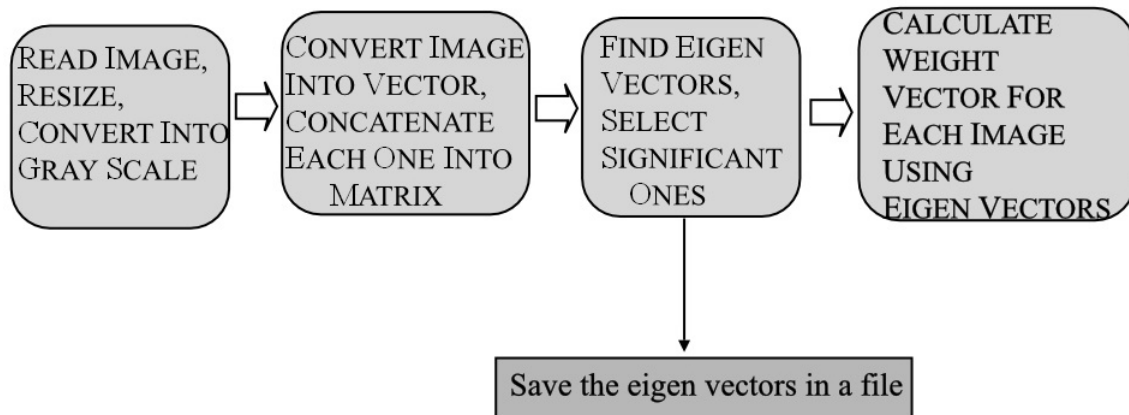 READ IMAGE,
RESIZE,
CONVERT INTO
GRAY SCALE
CONVERT IMAGE
INTO VECTOR,
CONCATENATE
EACH ONE INTO
MATRIX
FIND EIGEN
VECTORS,
SELECT
SIGNIFICANT
ONES
CALCULATE
WEIGHT
VECTOR FOR
EACH IMAGE
USING
EIGEN VECTORS
Save the eigen vectors in a file